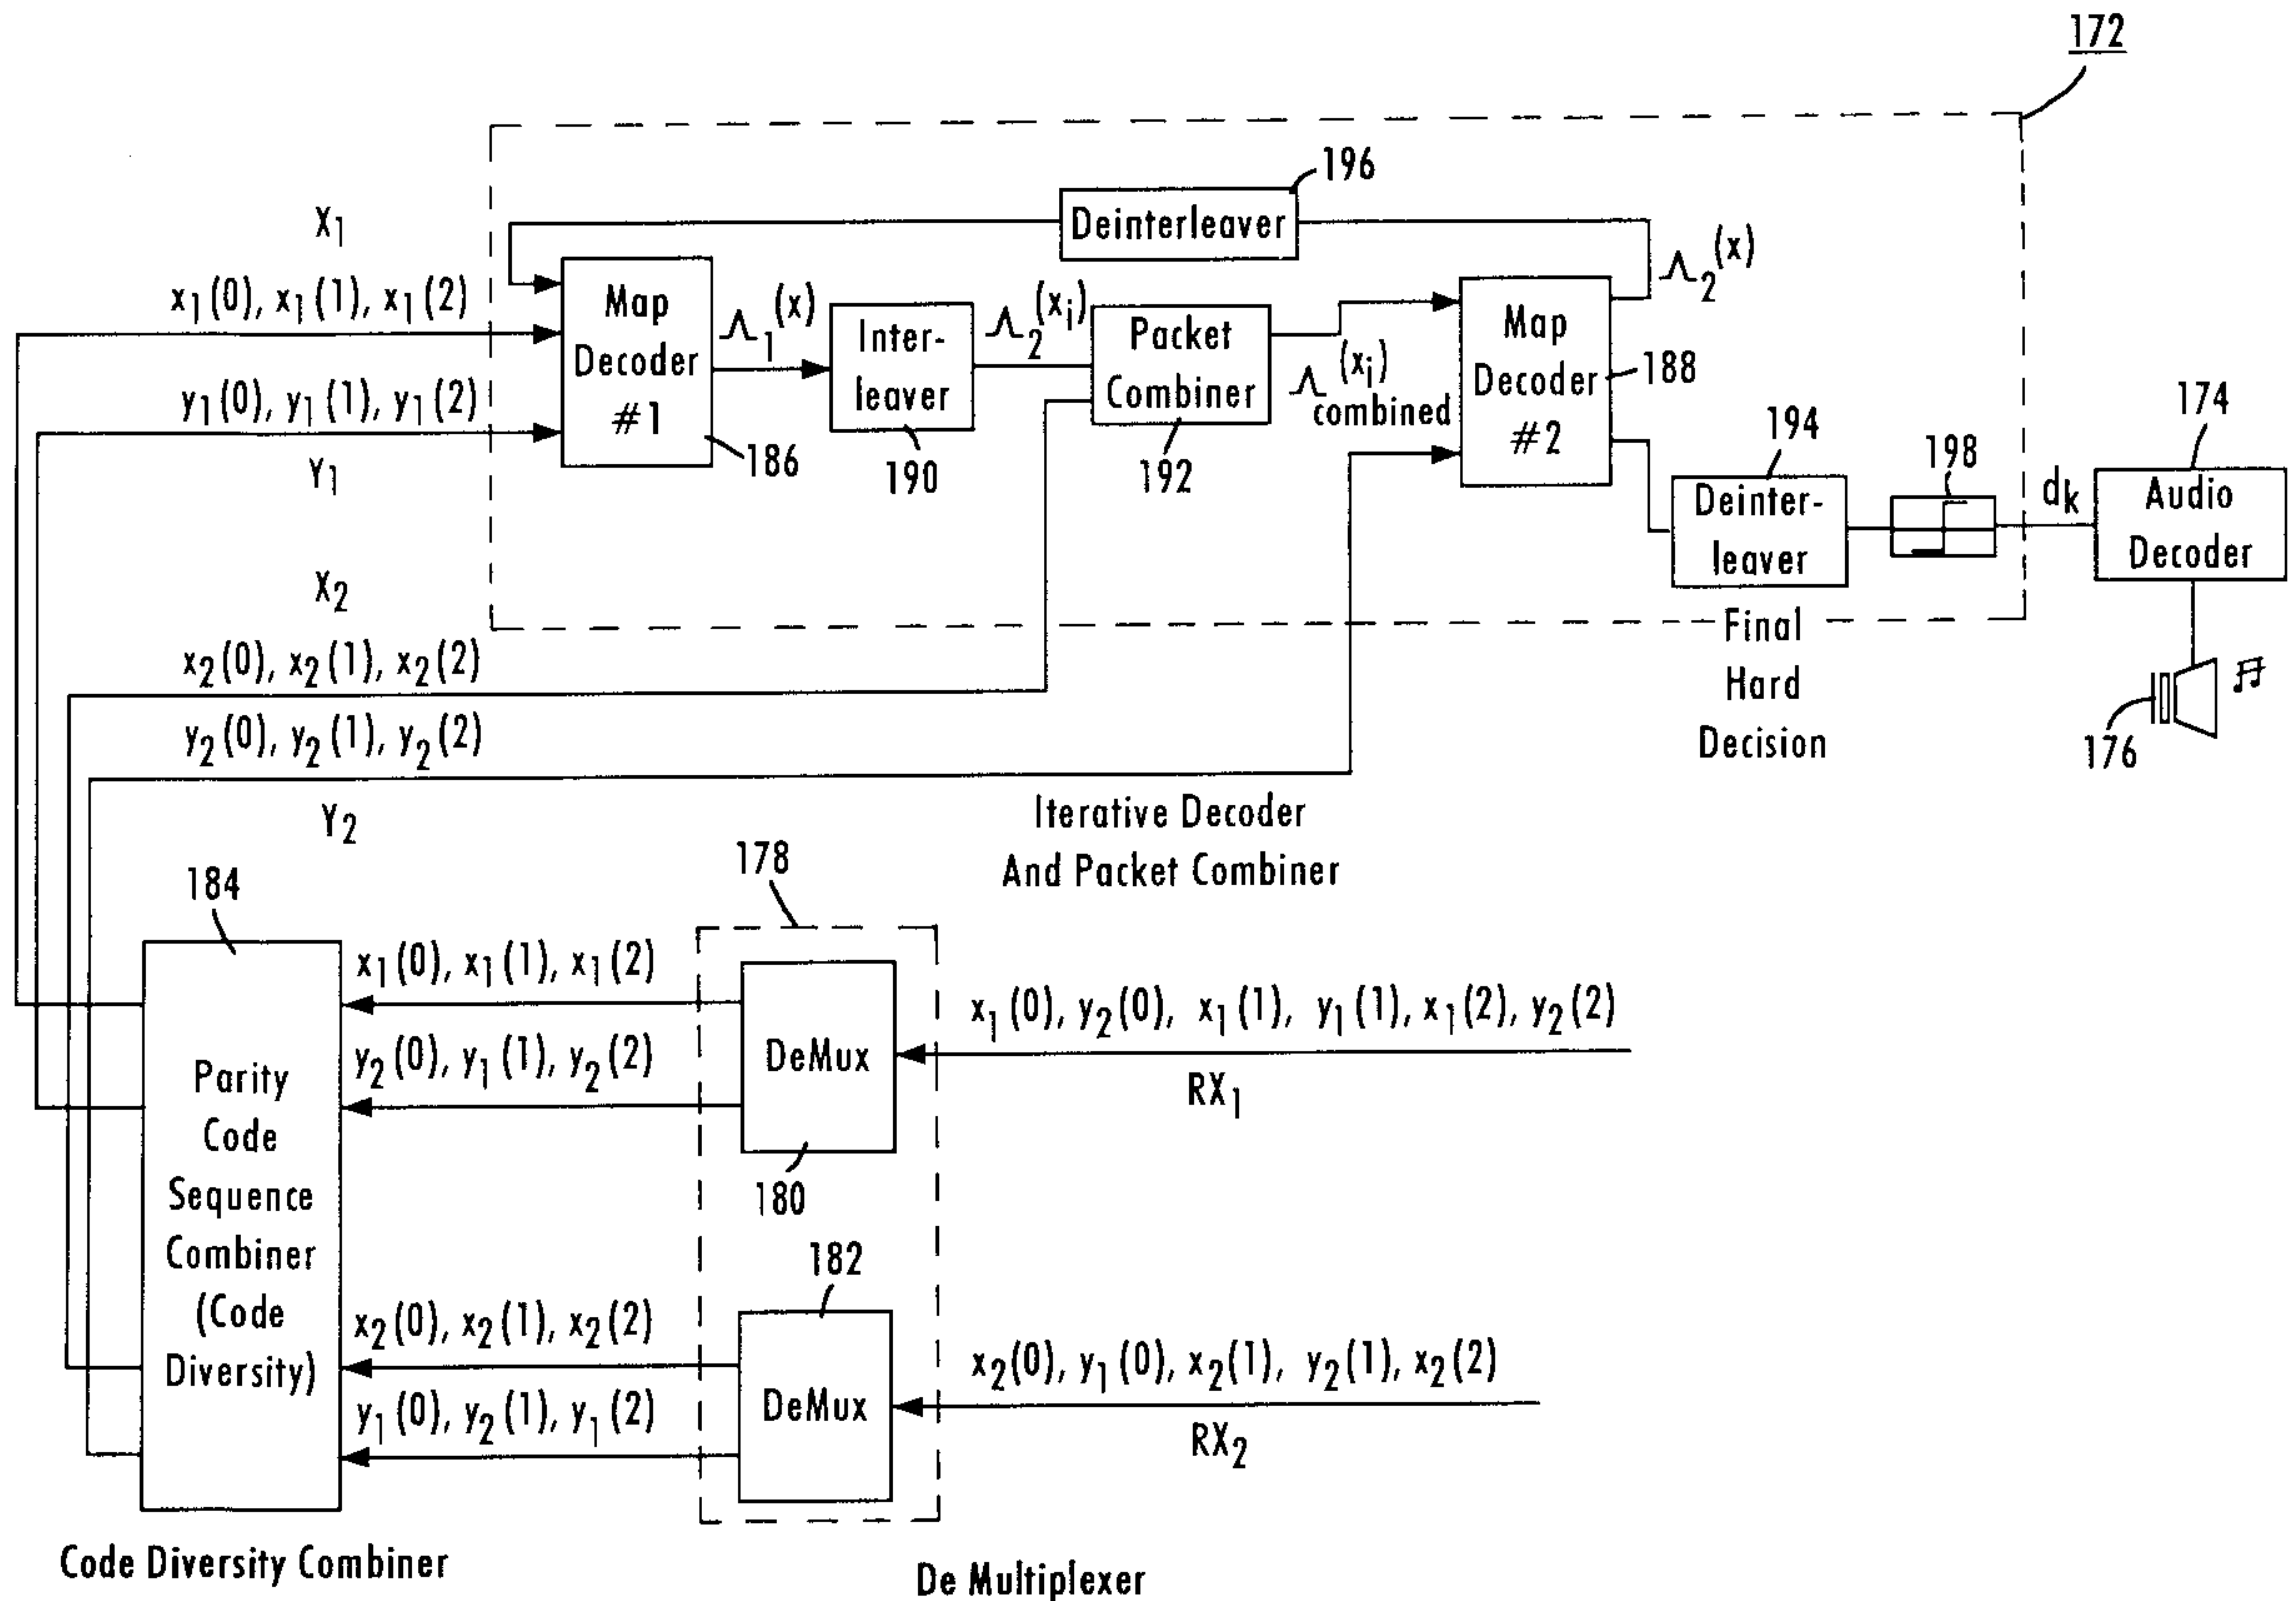 172
196
Deinterleaver
X1
x1(0), x1(1), x1(2)
y1(0), y1(1), y1(2)
Y1
Map
Decoder
#1
186
Λ1(x)
Inter-
leaver
190
Λ2(xi)
Packet
Combiner
192
Λcombined(xi)
Map
Decoder
#2
188
Λ2(x)
194
Deinter-
leaver
198
dk
174
Audio
Decoder
176
Final
Hard
Decision
X2
x2(0), x2(1), x2(2)
y2(0), y2(1), y2(2)
Y2
Iterative Decoder
And Packet Combiner
184
Parity
Code
Sequence
Combiner
(Code
Diversity)
178
x1(0), x1(1), x1(2)
y2(0), y1(1), y2(2)
DeMux
180
x1(0), y2(0), x1(1), y1(1), x1(2), y2(2)
RX1
182
x2(0), x2(1), x2(2)
y1(0), y2(1), y1(2)
DeMux
x2(0), y1(0), x2(1), y2(1), x2(2)
RX2
Code Diversity Combiner
De Multiplexer